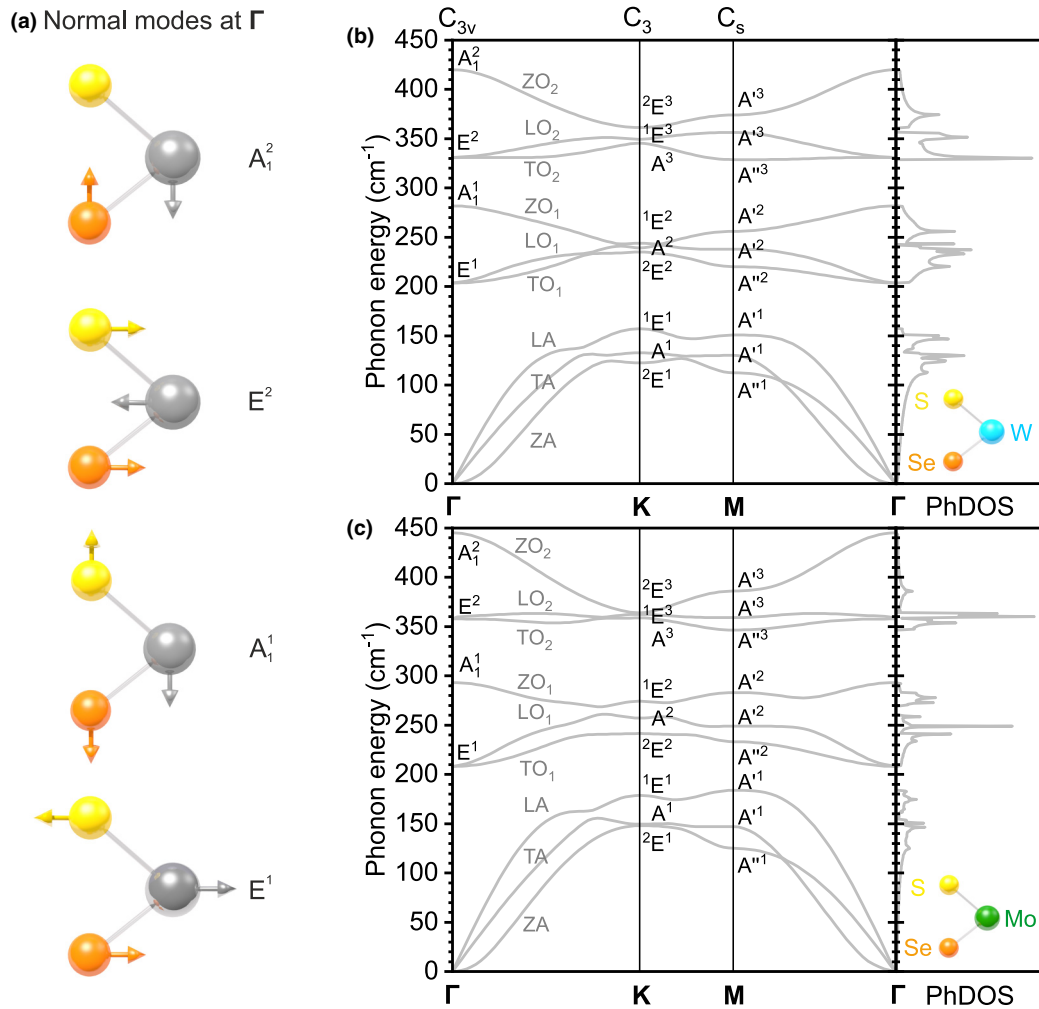 (a) Normal modes at Γ
A₁²
E²
A₁¹
E¹
(b)
C₃ᵥ C₃ Cₛ
Phonon energy (cm⁻¹)
450
400
350
300
250
200
150
100
50
0
A₁²
E²
A₁¹
E¹
ZO₂
LO₂
TO₂
ZO₁
LO₁
TO₁
LA
TA
ZA
²E³
¹E³
A³
¹E²
A²
²E²
¹E¹
A¹
²E¹
A'³
A'³
A''³
A'²
A'²
A''²
A'¹
A'¹
A''¹
S
W
Se
Γ K M Γ PhDOS
(c)
Phonon energy (cm⁻¹)
450
400
350
300
250
200
150
100
50
0
A₁²
E²
A₁¹
E¹
ZO₂
LO₂
TO₂
ZO₁
LO₁
TO₁
LA
TA
ZA
²E³
¹E³
A³
¹E²
A²
²E²
¹E¹
A¹
²E¹
A'³
A'³
A''³
A'²
A'²
A''²
A'¹
A'¹
A''¹
S
Mo
Se
Γ K M Γ PhDOS